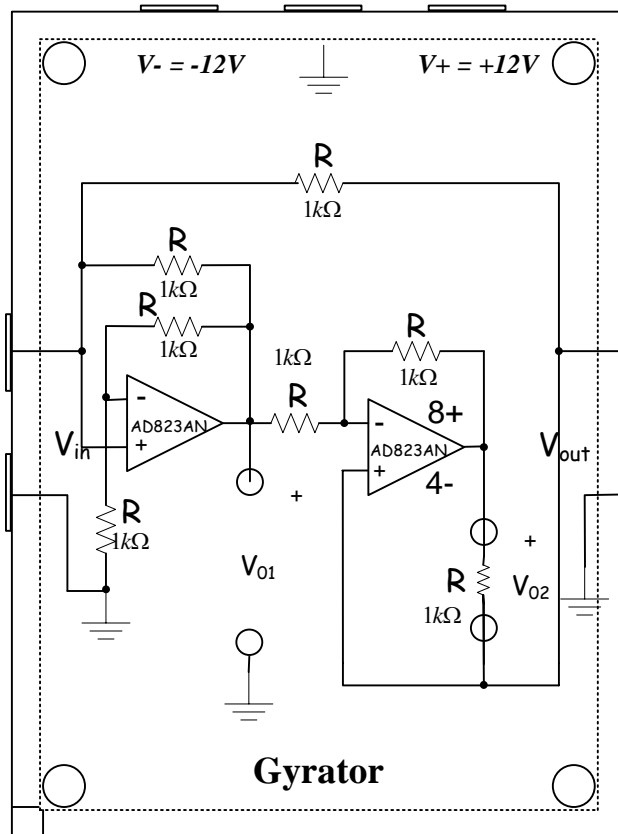 V- = -12V
V+ = +12V
R
1kΩ
R
1kΩ
R
1kΩ
1kΩ
R
R
1kΩ
-
+
AD823AN
-
+
AD823AN
8+
4-
Vin
Vout
R
1kΩ
+
V01
+
V02
R
1kΩ
Gyrator